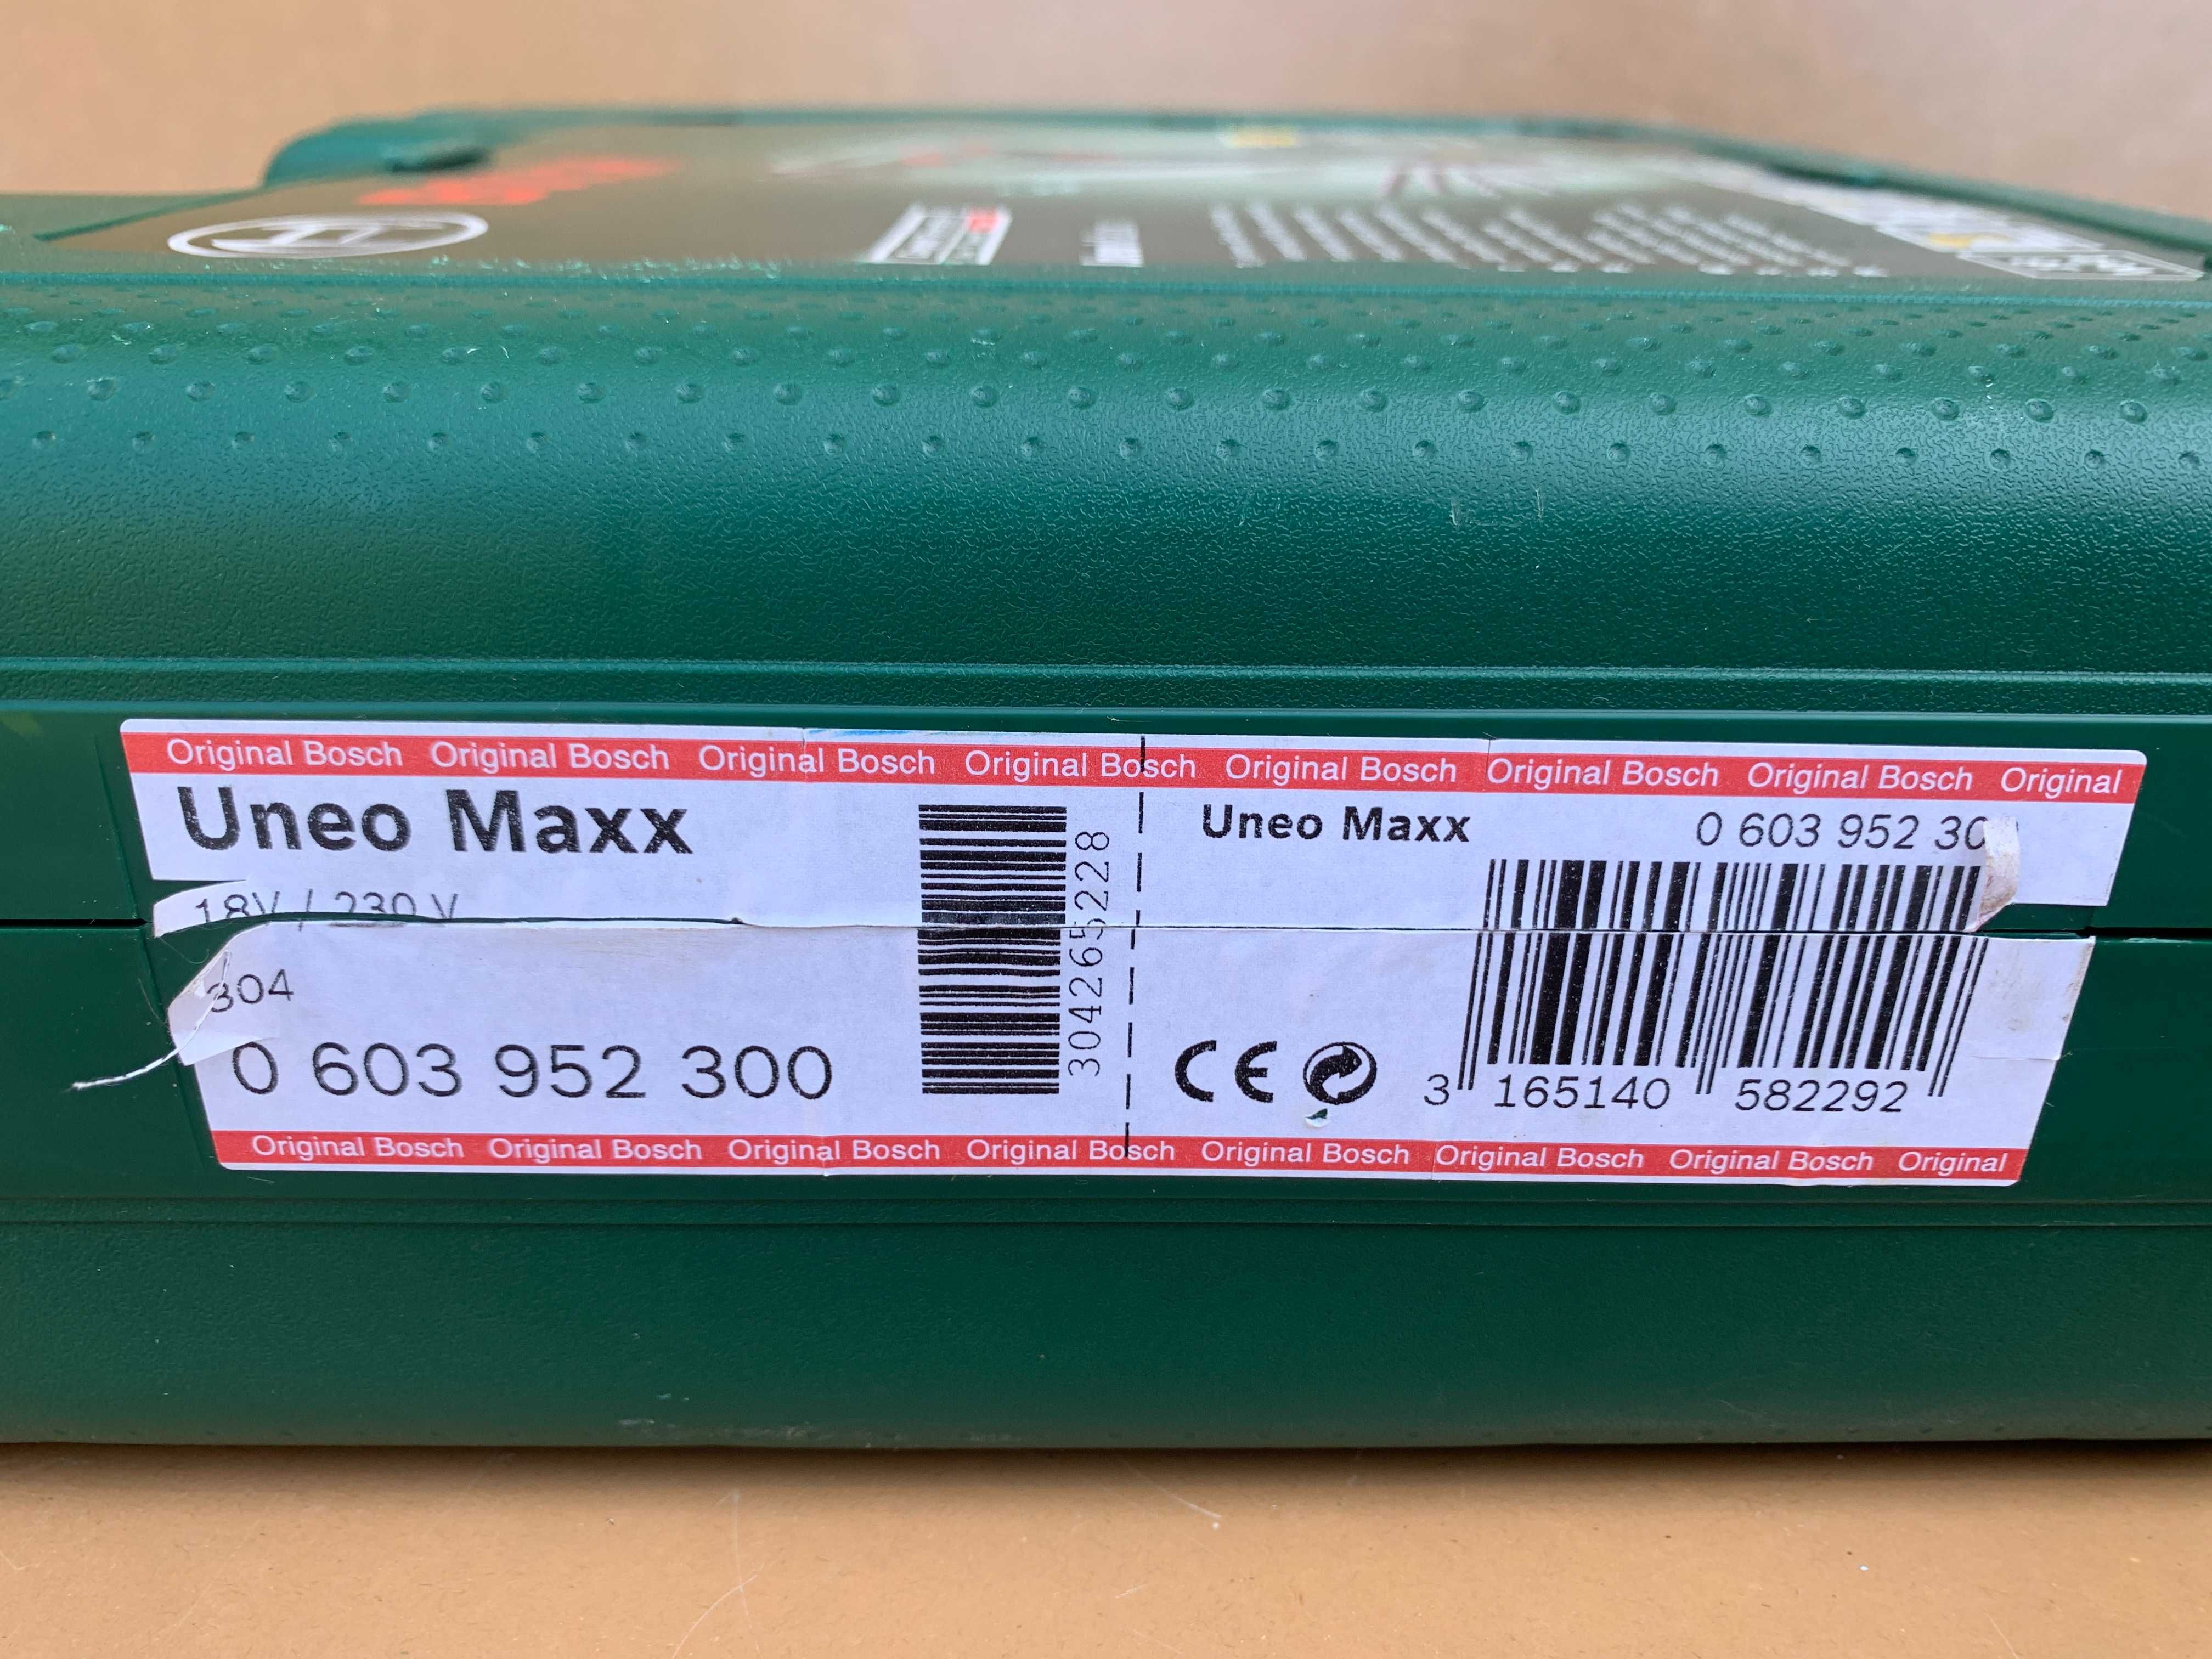 Original Bosch Original Bosch Original Bosch Original Bosch Original Bosch Original Bosch Original Bosch Original
Uneo Maxx
18V / 230 V
304
0 603 952 300
3042655228
Uneo Maxx
0 603 952 30
CE
3 165140 582292
Original Bosch Original Bosch Original Bosch Original Bosch Original Bosch Original Bosch Original Bosch Original